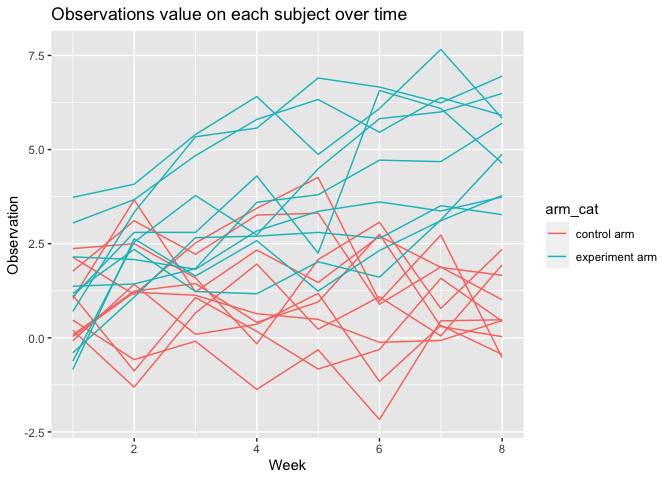 Observations value on each subject over time
7.5
5.0
2.5
0.0
-2.5
Observation
2
4
6
8
Week
arm_cat
control arm
experiment arm